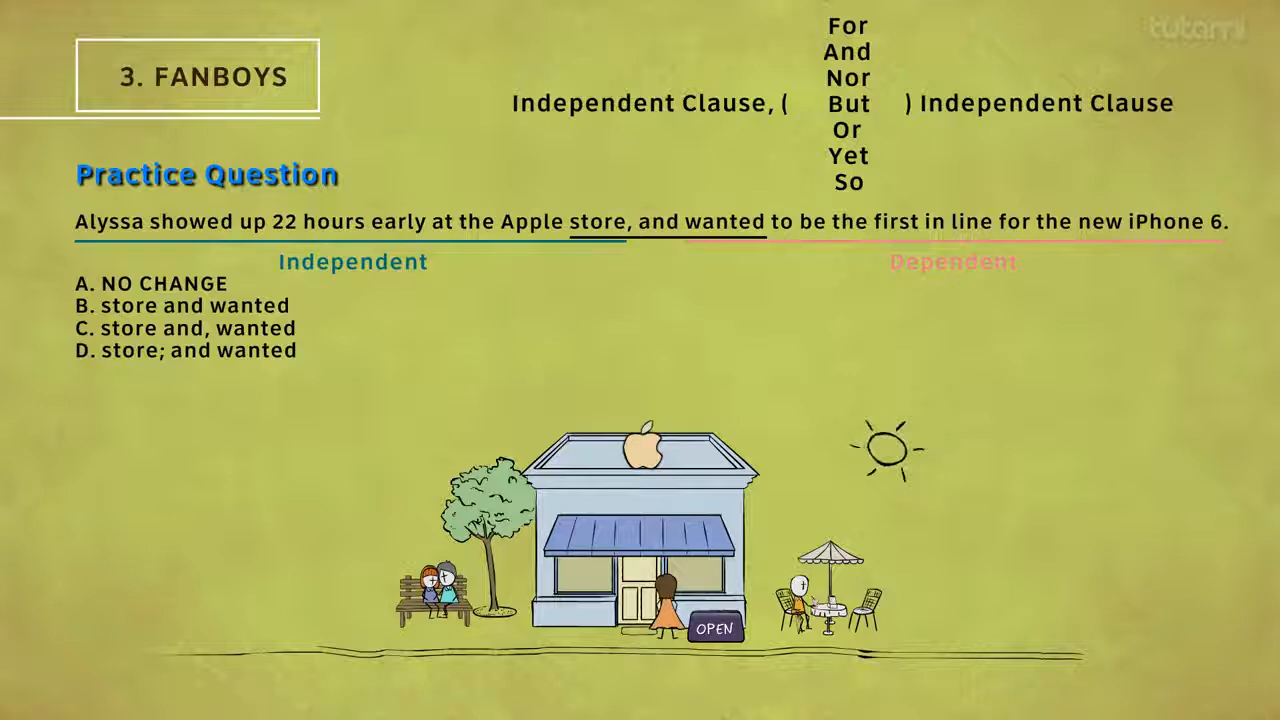 3. FANBOYS
For
And
Nor
Independent Clause, ( But ) Independent Clause
Or
Yet
So
Practice Question
Alyssa showed up 22 hours early at the Apple store, and wanted to be the first in line for the new iPhone 6.
Independent
Dependent
A. NO CHANGE
B. store and wanted
C. store and, wanted
D. store; and wanted
OPEN